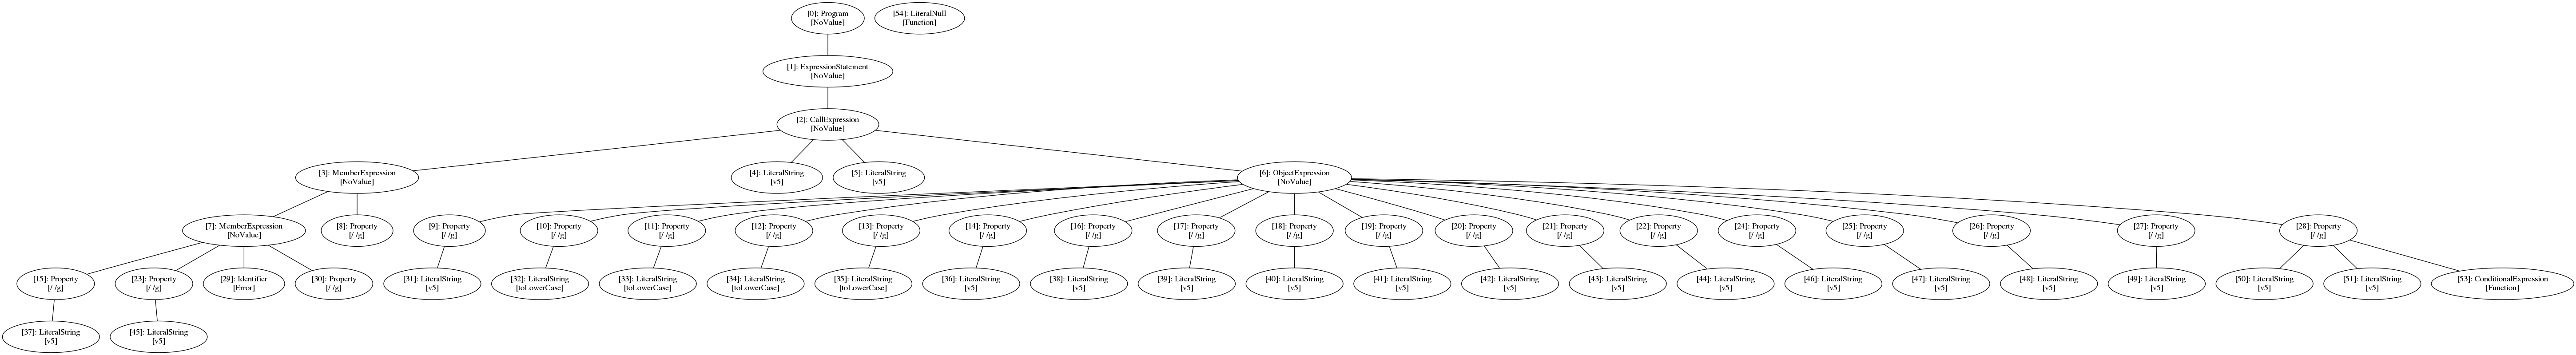 [0]: Program
[NoValue]
[54]: LiteralNull
[Function]
[1]: ExpressionStatement
[NoValue]
[2]: CallExpression
[NoValue]
[3]: MemberExpression
[NoValue]
[4]: LiteralString
[v5]
[5]: LiteralString
[v5]
[6]: ObjectExpression
[NoValue]
[7]: MemberExpression
[NoValue]
[8]: Property
[/ /g]
[9]: Property
[/ /g]
[10]: Property
[/ /g]
[11]: Property
[/ /g]
[12]: Property
[/ /g]
[13]: Property
[/ /g]
[14]: Property
[/ /g]
[16]: Property
[/ /g]
[17]: Property
[/ /g]
[18]: Property
[/ /g]
[19]: Property
[/ /g]
[20]: Property
[/ /g]
[21]: Property
[/ /g]
[22]: Property
[/ /g]
[24]: Property
[/ /g]
[25]: Property
[/ /g]
[26]: Property
[/ /g]
[27]: Property
[/ /g]
[28]: Property
[/ /g]
[15]: Property
[/ /g]
[23]: Property
[/ /g]
[29]: Identifier
[Error]
[30]: Property
[/ /g]
[31]: LiteralString
[v5]
[32]: LiteralString
[toLowerCase]
[33]: LiteralString
[toLowerCase]
[34]: LiteralString
[toLowerCase]
[35]: LiteralString
[toLowerCase]
[36]: LiteralString
[v5]
[38]: LiteralString
[v5]
[39]: LiteralString
[v5]
[40]: LiteralString
[v5]
[41]: LiteralString
[v5]
[42]: LiteralString
[v5]
[43]: LiteralString
[v5]
[44]: LiteralString
[v5]
[46]: LiteralString
[v5]
[47]: LiteralString
[v5]
[48]: LiteralString
[v5]
[49]: LiteralString
[v5]
[50]: LiteralString
[v5]
[51]: LiteralString
[v5]
[53]: ConditionalExpression
[Function]
[37]: LiteralString
[v5]
[45]: LiteralString
[v5]